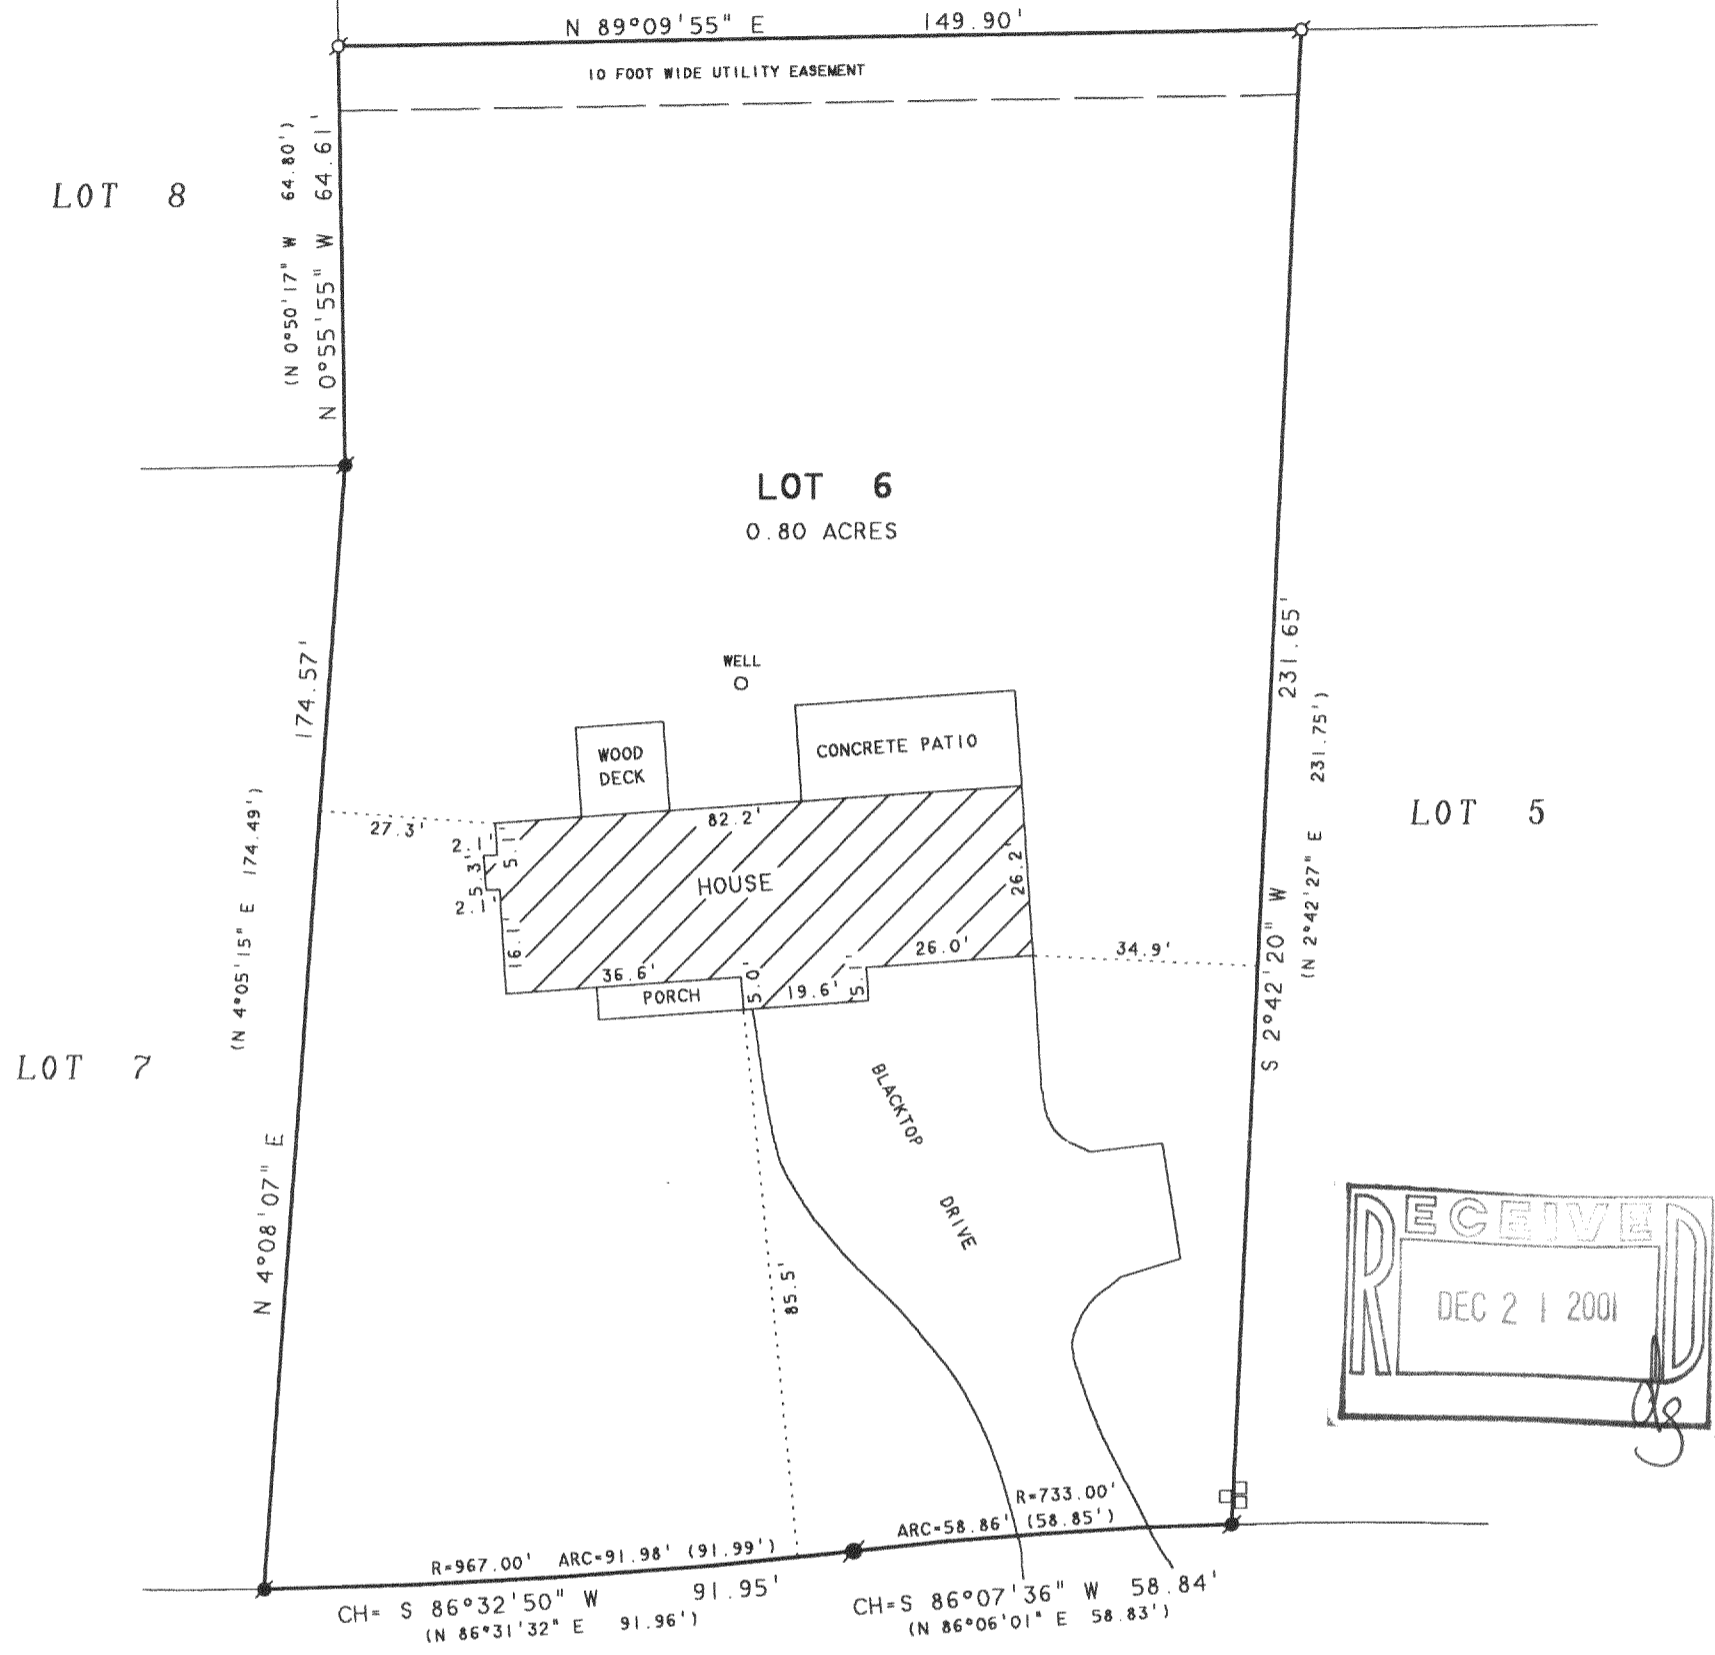 N 89°09'55" E 149.90'
10 FOOT WIDE UTILITY EASEMENT
(N 0°50'17" W 64.80')
N 0°55'55" W 64.61'
LOT 8
LOT 6
0.80 ACRES
174.57'
N 4°08'07" E
(N 4°05'15" E 174.49')
231.65'
S 2°42'20" W
(N 2°42'27" E 231.75')
WELL
WOOD
DECK
CONCRETE PATIO
LOT 5
27.3'
82.2'
2.1'
5.1'
5.3'
2.1'
HOUSE
26.2'
16.1'
36.6'
26.0'
34.9'
PORCH
5.0'
19.6'
5.1'
LOT 7
BLACKTOP
DRIVE
85.5'
RECEIVED
DEC 21 2001
R=733.00'
ARC=58.86' (58.85')
R=967.00' ARC=91.98' (91.99')
CH= S 86°32'50" W 91.95'
(N 86°31'32" E 91.96')
CH=S 86°07'36" W 58.84'
(N 86°06'01" E 58.83')